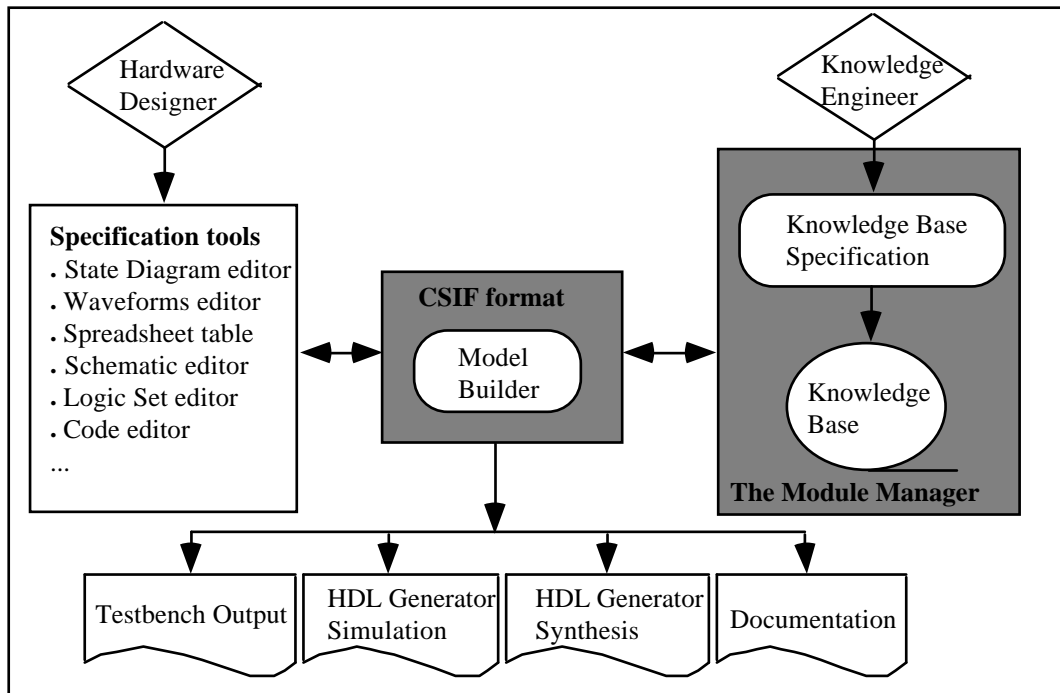 Hardware
Designer
Knowledge
Engineer
Specification tools
. State Diagram editor
. Waveforms editor
. Spreadsheet table
. Schematic editor
. Logic Set editor
. Code editor
...
CSIF format
Model
Builder
Knowledge Base
Specification
Knowledge
Base
The Module Manager
Testbench Output
HDL Generator
Simulation
HDL Generator
Synthesis
Documentation